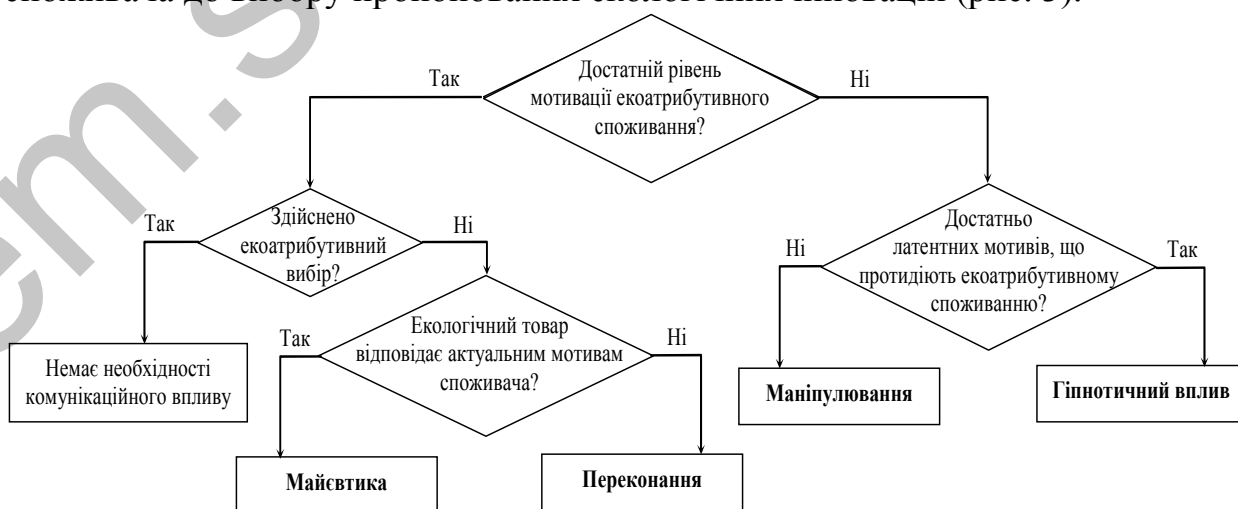 споживача до вибору пропонованих екологічних інновацій (рис. 3).
Достатній рівень
мотивації екоатрибутивного
споживання?
Так
Ні
Здійснено
екоатрибутивний
вибір?
Так
Ні
Достатньо
латентних мотивів, що
протидіють екоатрибутивному
споживанню?
Ні
Так
Екологічний товар
відповідає актуальним мотивам
споживача?
Так
Ні
Немає необхідності
комунікаційного впливу
Маніпулювання
Гіпнотичний вплив
Майєвтика
Переконання
em.s